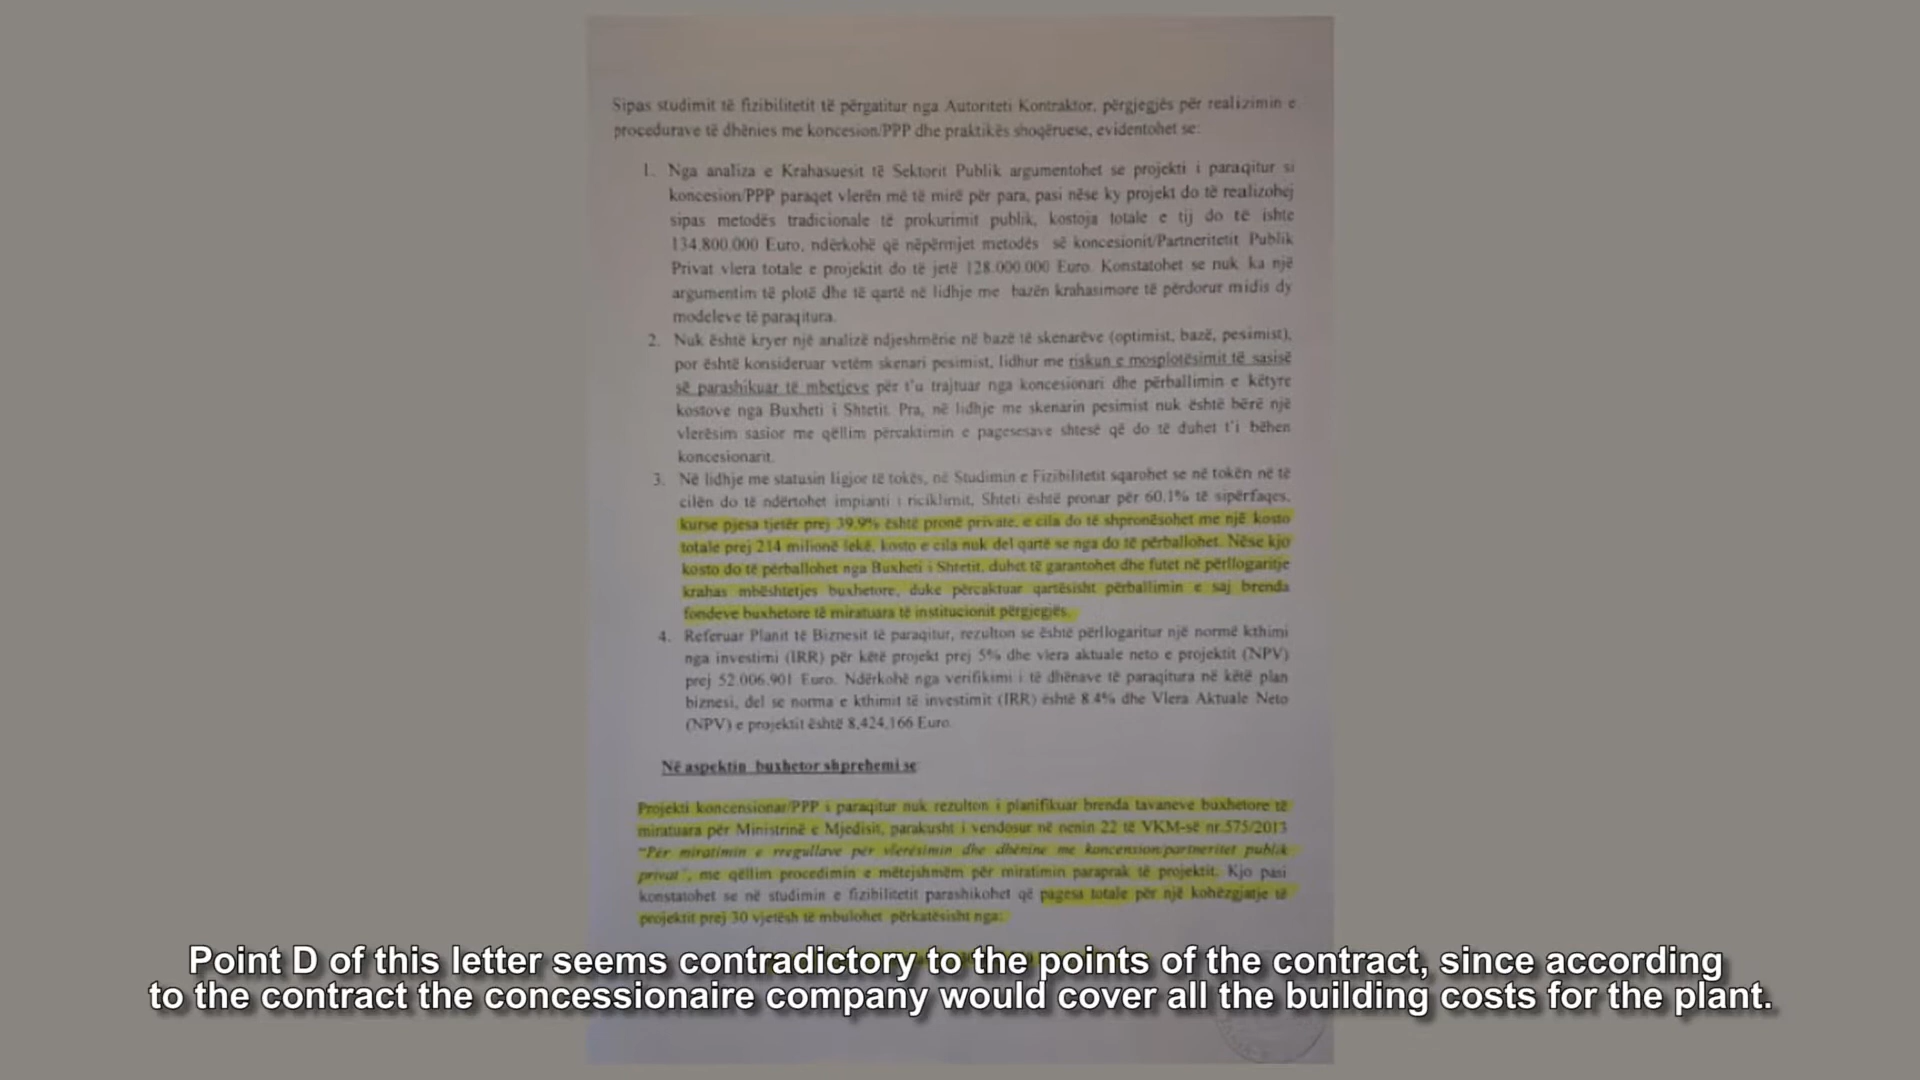 Sipas studimit të fizibilitetit të përgatitur nga Autoriteti Kontraktor, përgjegjës për realizimin e
procedurave të dhënies me koncesion/PPP dhe praktikës shoqëruese, evidentohet se:
1. Nga analiza e Krahasuesit të Sektorit Publik argumentohet se projekti i paraqitur si
koncesion/PPP paraqet vlerën më të mirë për para, pasi nëse ky projekt do të realizohej
sipas metodës tradicionale të prokurimit publik, kostoja totale e tij do të ishte
134.800.000 Euro, ndërkohë që nëpërmjet metodës së koncesionit/Partneritetit Publik
Privat vlera totale e projektit do të jetë 128.000.000 Euro. Konstatohet se nuk ka një
argumentim të plotë dhe të qartë në lidhje me bazën krahasimore të përdorur midis dy
modeleve të paraqitura.
2. Nuk është kryer një analizë ndjeshmërie në bazë të skenarëve (optimist, bazë, pesimist),
por është konsideruar vetëm skenari pesimist, lidhur me riskun e mosplotësimit të sasisë
së parashikuar të mbetjeve për t'u trajtuar nga koncesionari dhe përballimin e këtyre
kostove nga Buxheti i Shtetit. Pra, në lidhje me skenarin pesimist nuk është bërë një
vlerësim sasior me qëllim përcaktimin e pagesesave shtesë që do të duhet t'i bëhen
koncesionarit.
3. Në lidhje me statusin ligjor të tokës, në Studimin e Fizibilitetit sqarohet se në tokën në të
cilën do të ndërtohet impianti i riciklimit, Shteti është pronar për 60.1% të sipërfaqes,
kurse pjesa tjetër prej 39.9% është pronë private, e cila do të shpronësohet me një kosto
totale prej 214 milionë lekë, kosto e cila nuk del qartë se nga do të përballohet. Nëse kjo
kosto do të përballohet nga Buxheti i Shtetit, duhet të garantohet dhe futet në përllogaritje
krahas mbështetjes buxhetore, duke përcaktuar qartësisht përballimin e saj brenda
fondeve buxhetore të miratuara të institucionit përgjegjës.
4. Referuar Planit të Biznesit të paraqitur, rezulton se është përllogaritur një normë kthimi
nga investimi (IRR) për këtë projekt prej 5% dhe vlera aktuale neto e projektit (NPV)
prej 52.006.901 Euro. Ndërkohë nga verifikimi i të dhënave të paraqitura në këtë plan
biznesi, del se norma e kthimit të investimit (IRR) është 8.4% dhe Vlera Aktuale Neto
(NPV) e projektit është 8,424,166 Euro.
Në aspektin buxhetor shprehemi se
Projekti koncensionar/PPP i paraqitur nuk rezulton i planifikuar brenda tavaneve buxhetore të
miratuara për Ministrinë e Mjedisit, parakusht i vendosur në nenin 22 të VKM-së nr.575/2013
"Për miratimin e rregullave për vlerësimin dhe dhënine me koncension/partneritet publik
privat", me qëllim procedimin e mëtejshmëm për miratimin paraprak të projektit. Kjo pasi
konstatohet se në studimin e fizibilitetit parashikohet që pagesa totale për një kohëzgjatje të
projektit prej 30 vjetësh të mbulohet përkatësisht nga:
Point D of this letter seems contradictory to the points of the contract, since according
to the contract the concessionaire company would cover all the building costs for the plant.